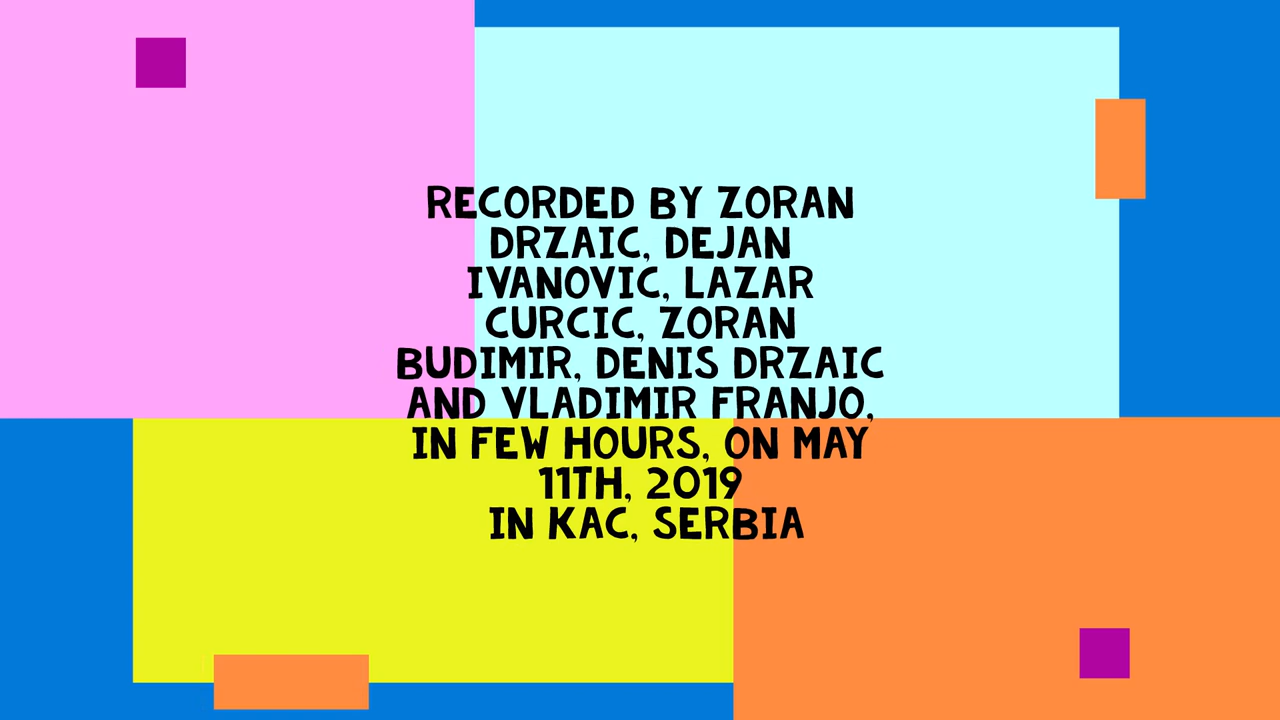 RECORDED BY ZORAN
DRZAIC, DEJAN
IVANOVIC, LAZAR
CURCIC, ZORAN
BUDIMIR, DENIS DRZAIC
AND VLADIMIR FRANJO,
IN FEW HOURS, ON MAY
11TH, 2019
IN KAC, SERBIA